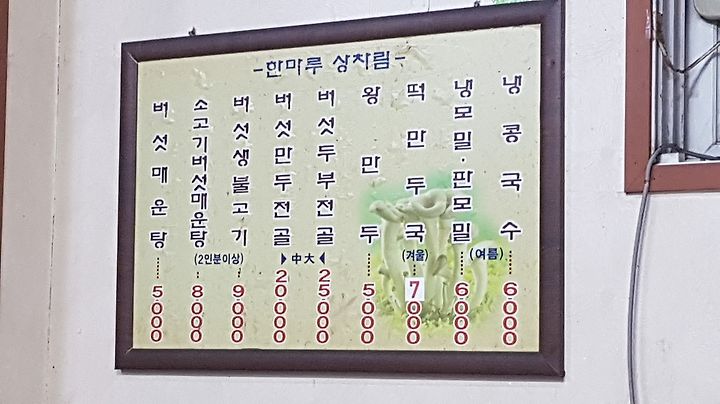 -한마루 상차림-
버섯매운탕 5000
소고기버섯매운탕 (2인분이상) 8000
버섯생불고기 9000
버섯만두전골 ▶中 20000
버섯두부전골 大◀ 25000
왕만두 5000
떡만두국 (겨울) 7000
냉모밀·판모밀 (여름) 6000
냉콩국수 6000